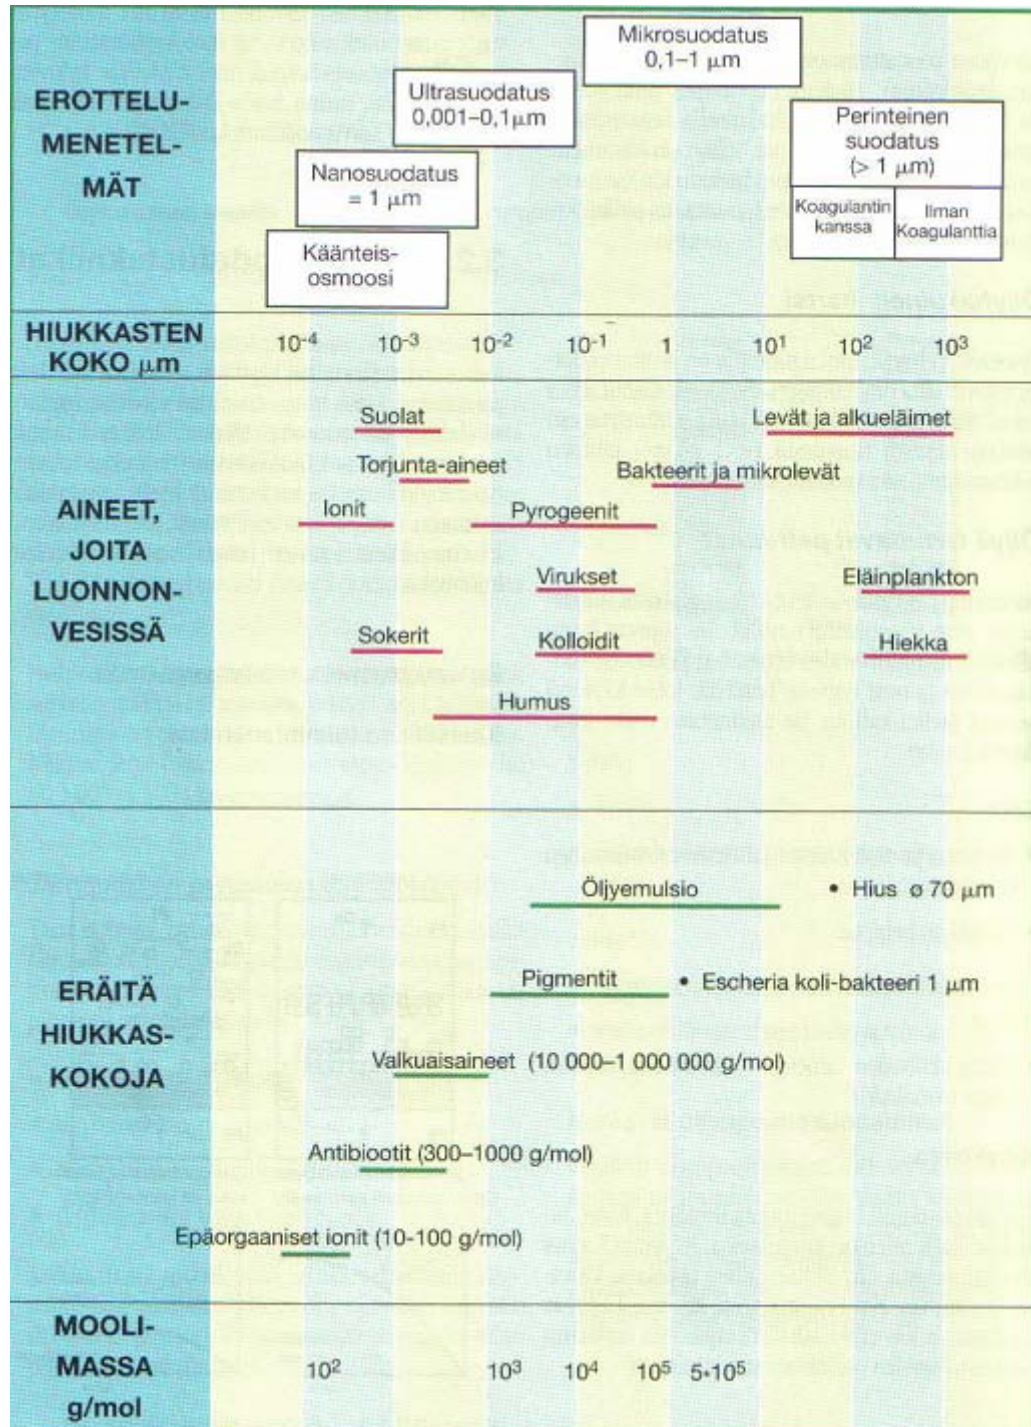 EROTTELU-
MENETEL-
MÄT
Mikrosuodatus
0,1–1 µm
Ultrasuodatus
0,001–0,1µm
Perinteinen
suodatus
(> 1 µm)
Nanosuodatus
= 1 µm
Koagulantin
kanssa
Ilman
Koagulanttia
Käänteis-
osmoosi
HIUKKASTEN
KOKO µm
10⁻⁴ 10⁻³ 10⁻² 10⁻¹ 1 10¹ 10² 10³
AINEET,
JOITA
LUONNON-
VESISSÄ
Suolat Levät ja alkueläimet
Torjunta-aineet Bakteerit ja mikrolevät
Ionit Pyrogeenit
Virukset Eläinplankton
Sokerit Kolloidit Hiekka
Humus
ERÄITÄ
HIUKKAS-
KOKOJA
Öljyemulsio • Hius ø 70 µm
Pigmentit • Escheria koli-bakteeri 1 µm
Valkuaisaineet (10 000–1 000 000 g/mol)
Antibiootit (300–1000 g/mol)
Epäorgaaniset ionit (10-100 g/mol)
MOOLI-
MASSA
g/mol
10² 10³ 10⁴ 10⁵ 5•10⁵